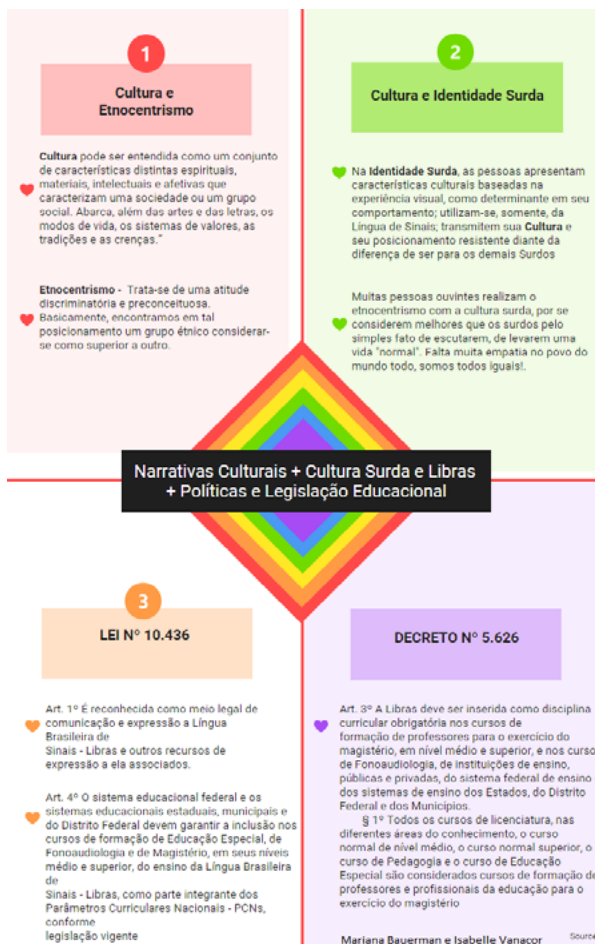 1
Cultura e
Etnocentrismo
Cultura pode ser entendida como um conjunto
de características distintas espirituais,
materiais, intelectuais e afetivas que
caracterizam uma sociedade ou um grupo
social. Abarca, além das artes e das letras, os
modos de vida, os sistemas de valores, as
tradições e as crenças.”
Etnocentrismo - Trata-se de uma atitude
discriminatória e preconceituosa.
Basicamente, encontramos em tal
posicionamento um grupo étnico considerar-
se como superior a outro.
2
Cultura e Identidade Surda
Na Identidade Surda, as pessoas apresentam
características culturais baseadas na
experiência visual, como determinante em seu
comportamento; utilizam-se, somente, da
Língua de Sinais; transmitem sua Cultura e
seu posicionamento resistente diante da
diferença de ser para os demais Surdos
Muitas pessoas ouvintes realizam o
etnocentrismo com a cultura surda, por se
considerem melhores que os surdos pelo
simples fato de escutarem, de levarem uma
vida "normal". Falta muita empatia no povo do
mundo todo, somos todos iguais!.
Narrativas Culturais + Cultura Surda e Libras
+ Políticas e Legislação Educacional
3
LEI Nº 10.436
Art. 1º É reconhecida como meio legal de
comunicação e expressão a Língua
Brasileira de
Sinais - Libras e outros recursos de
expressão a ela associados.
Art. 4º O sistema educacional federal e os
sistemas educacionais estaduais, municipais e
do Distrito Federal devem garantir a inclusão nos
cursos de formação de Educação Especial, de
Fonoaudiologia e de Magistério, em seus níveis
médio e superior, do ensino da Língua Brasileira
de
Sinais - Libras, como parte integrante dos
Parâmetros Curriculares Nacionais - PCNs,
conforme
legislação vigente
DECRETO Nº 5.626
Art. 3º A Libras deve ser inserida como disciplina
curricular obrigatória nos cursos de
formação de professores para o exercício do
magistério, em nível médio e superior, e nos curso
de Fonoaudiologia, de instituições de ensino,
públicas e privadas, do sistema federal de ensino
dos sistemas de ensino dos Estados, do Distrito
Federal e dos Municípios.
§ 1º Todos os cursos de licenciatura, nas
diferentes áreas do conhecimento, o curso
normal de nível médio, o curso normal superior, o
curso de Pedagogia e o curso de Educação
Especial são considerados cursos de formação de
professores e profissionais da educação para o
exercício do magistério
Mariana Bauerman e Isabelle Vanacor
Source